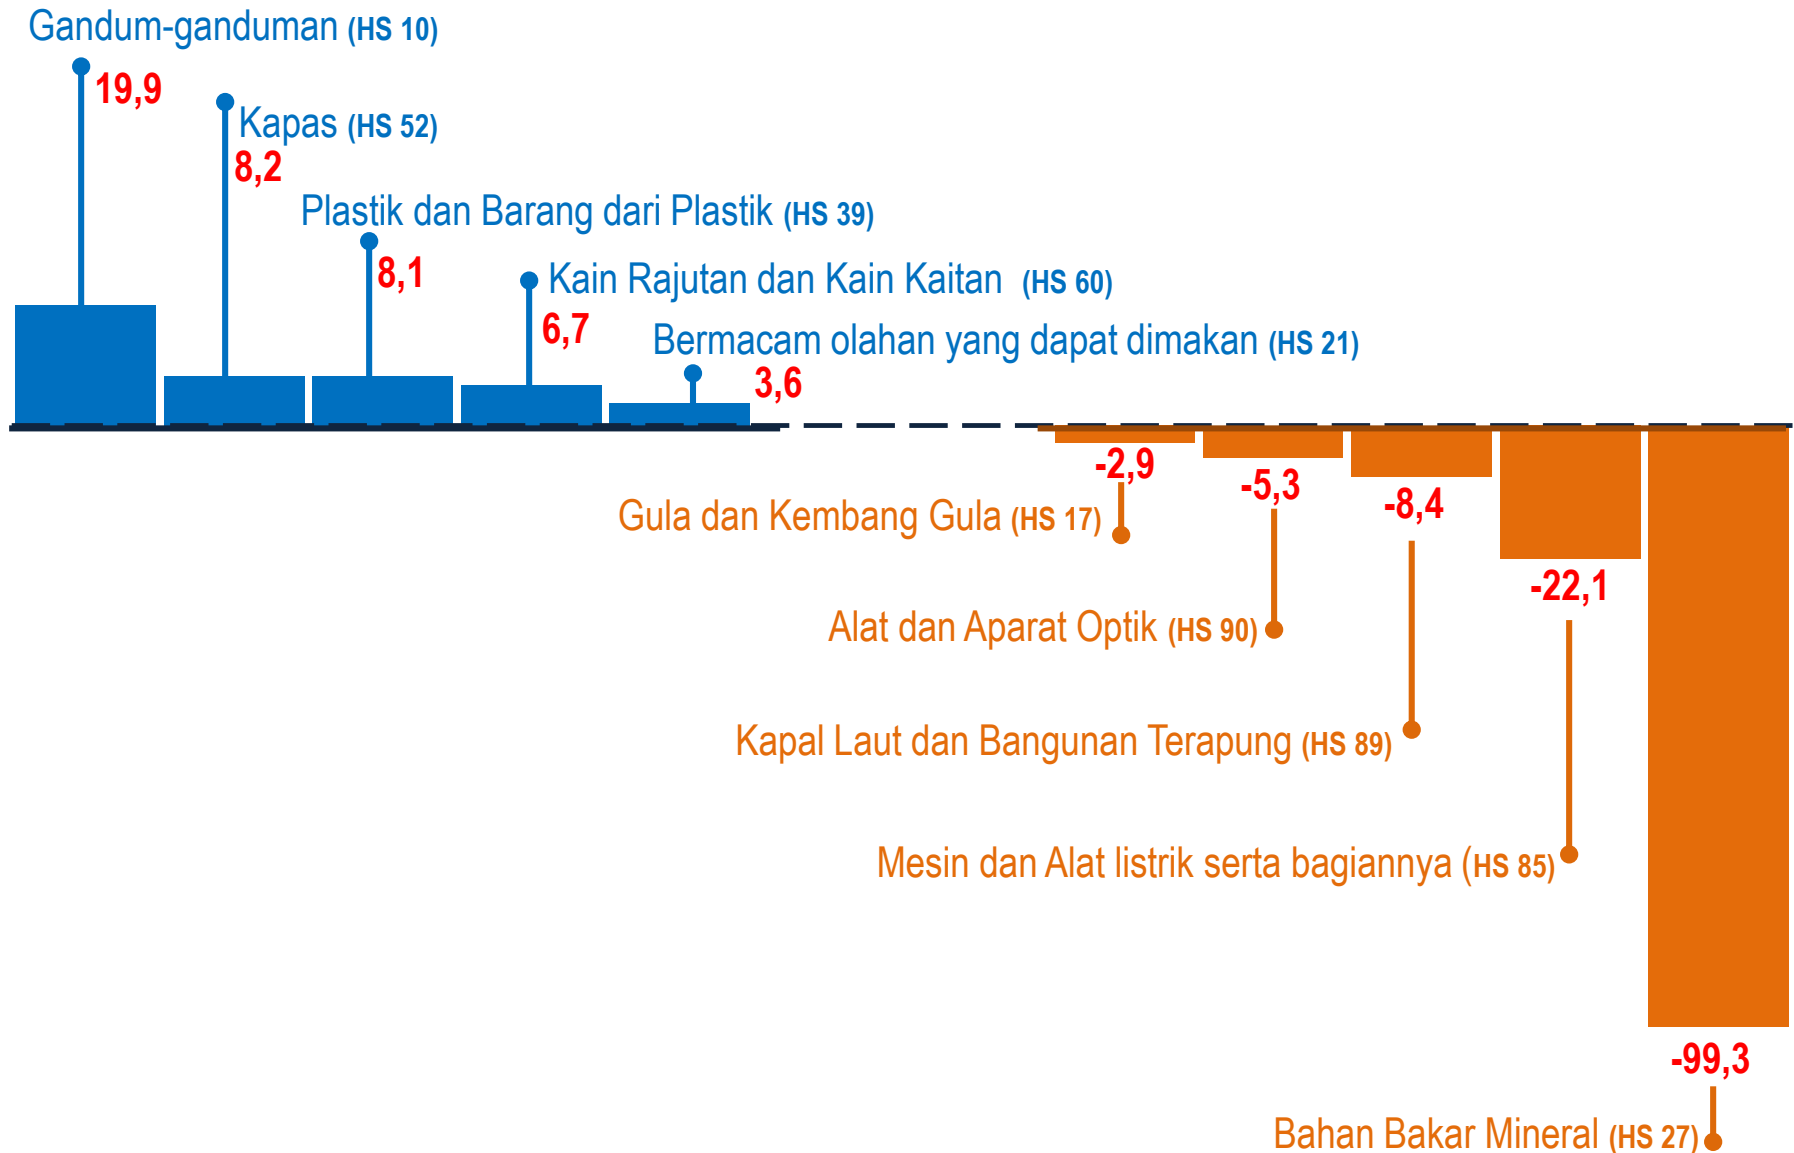 Gandum-ganduman (HS 10)
19,9
Kapas (HS 52)
8,2
Plastik dan Barang dari Plastik (HS 39)
8,1
Kain Rajutan dan Kain Kaitan (HS 60)
6,7
Bermacam olahan yang dapat dimakan (HS 21)
3,6
-2,9
Gula dan Kembang Gula (HS 17)
-5,3
Alat dan Aparat Optik (HS 90)
-8,4
Kapal Laut dan Bangunan Terapung (HS 89)
-22,1
Mesin dan Alat listrik serta bagiannya (HS 85)
-99,3
Bahan Bakar Mineral (HS 27)